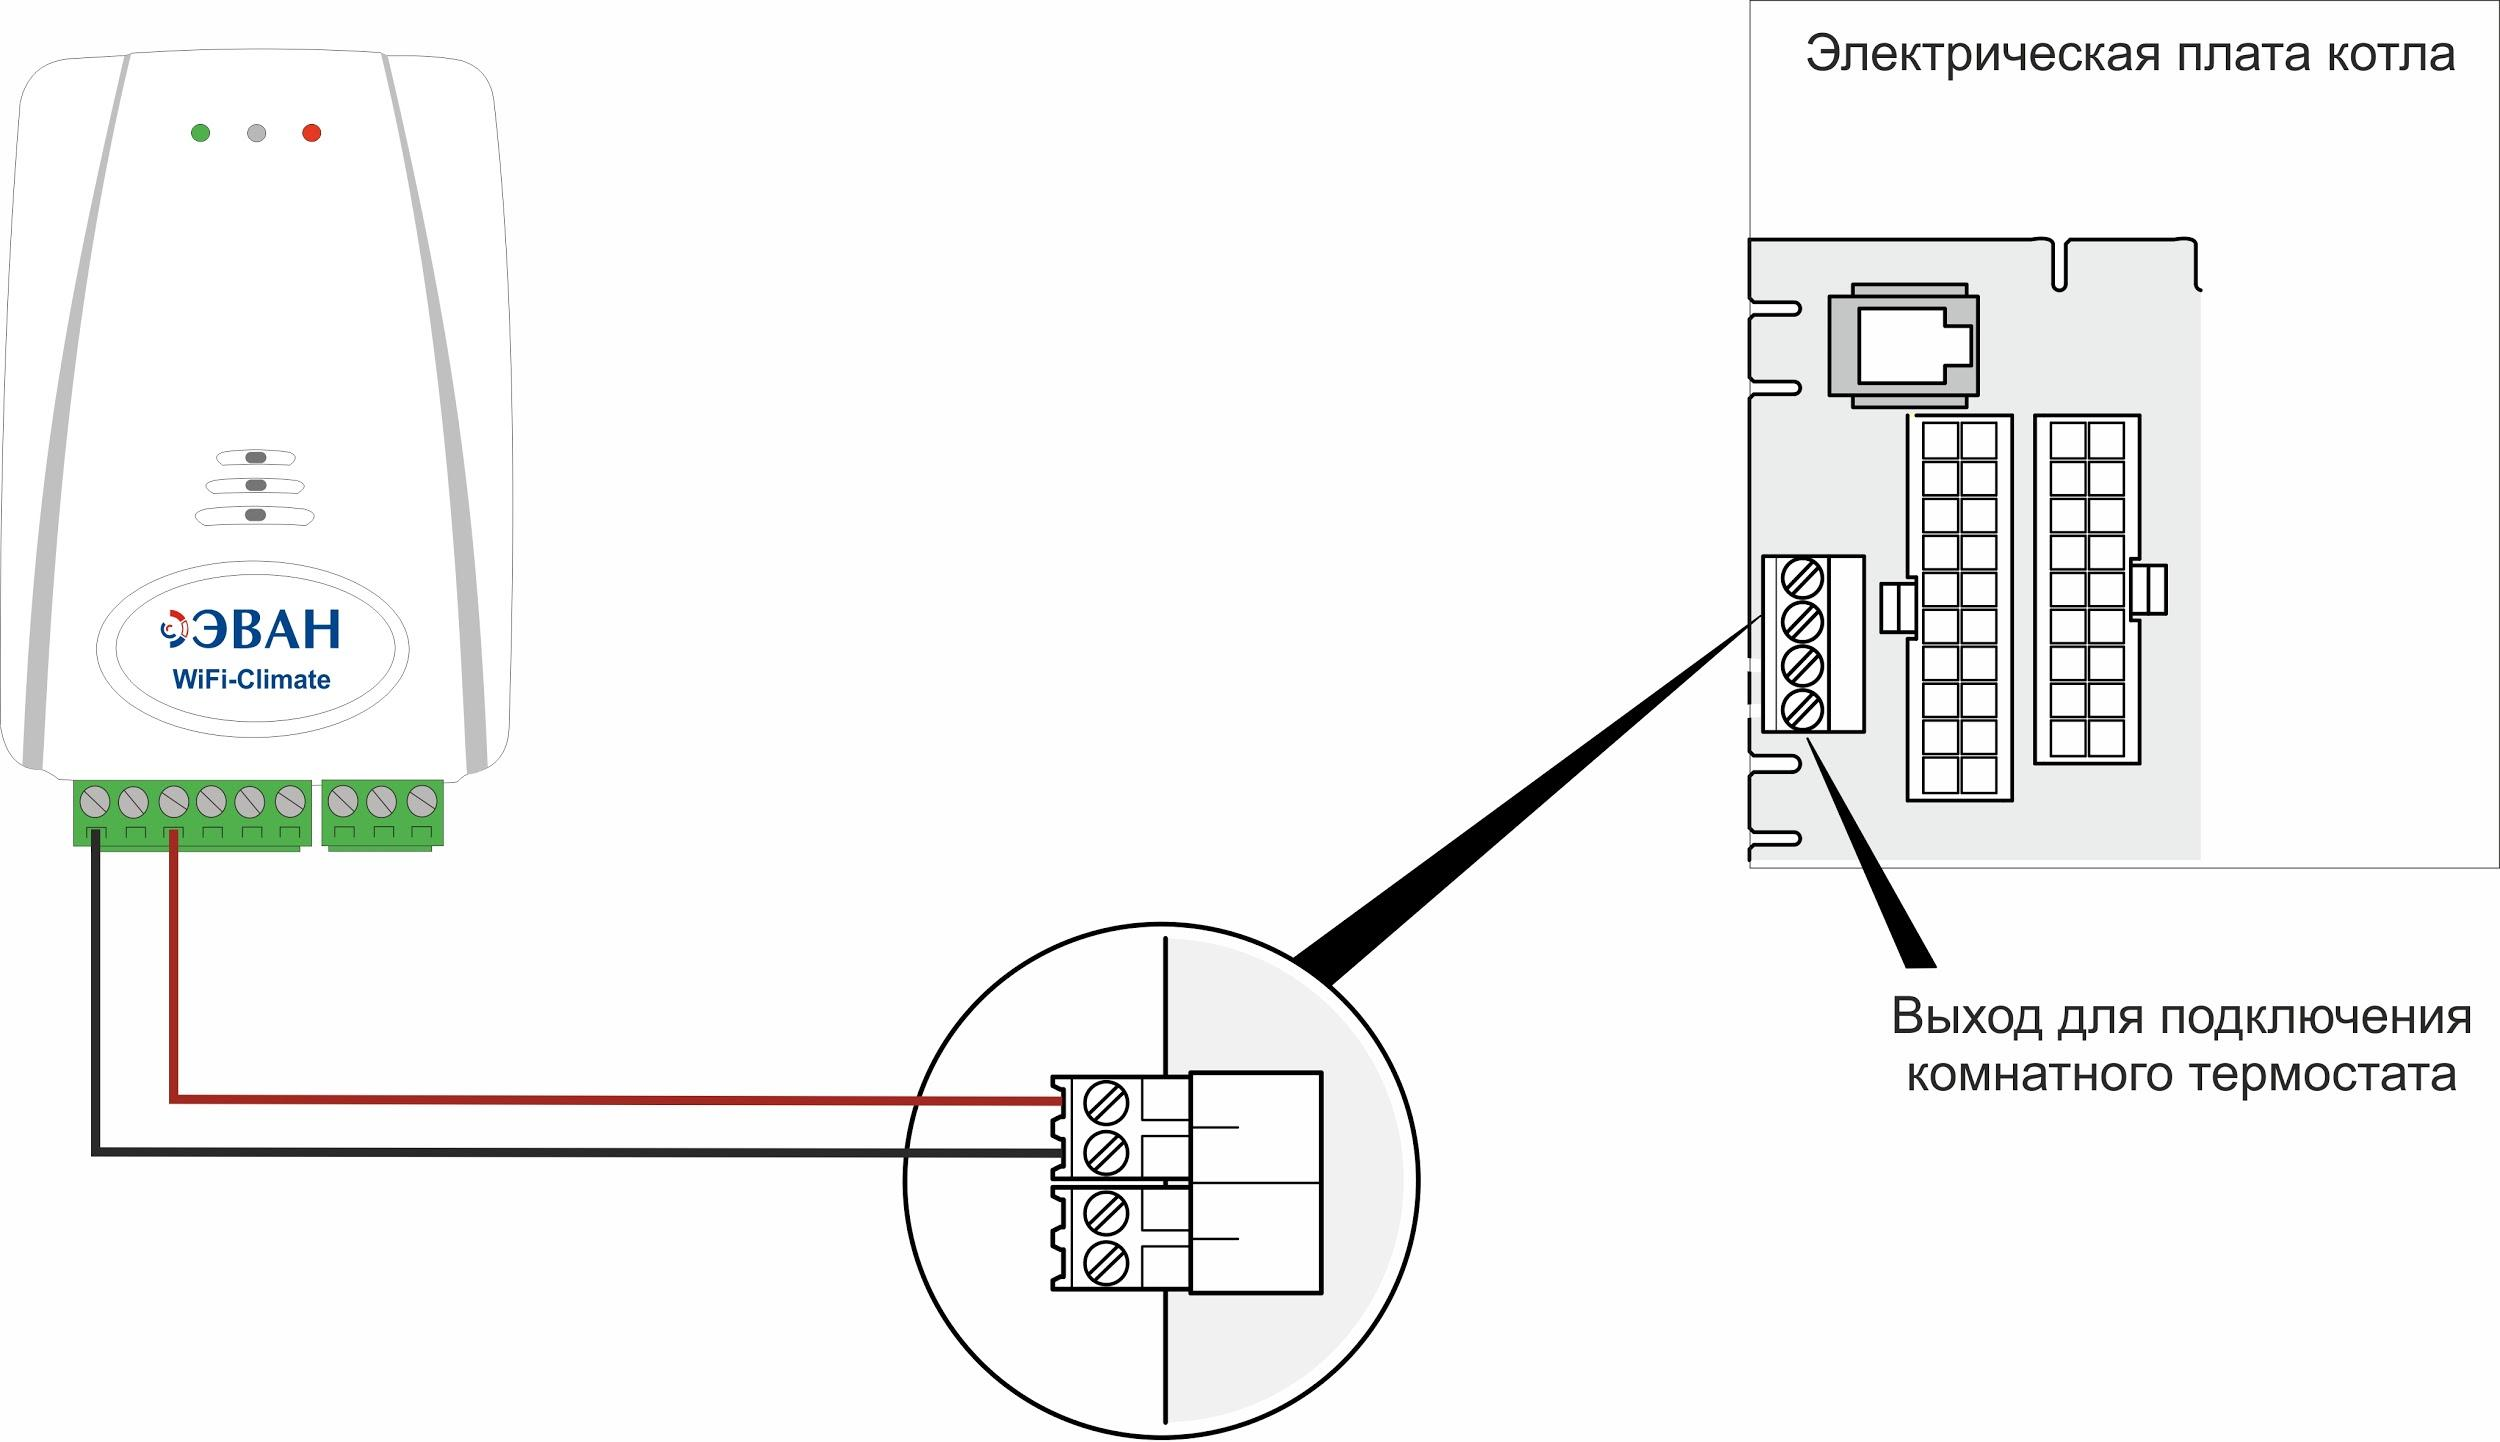 Электрическая плата котла
ЭВАН
WiFi-Climate
Выход для подключения
комнатного термостата